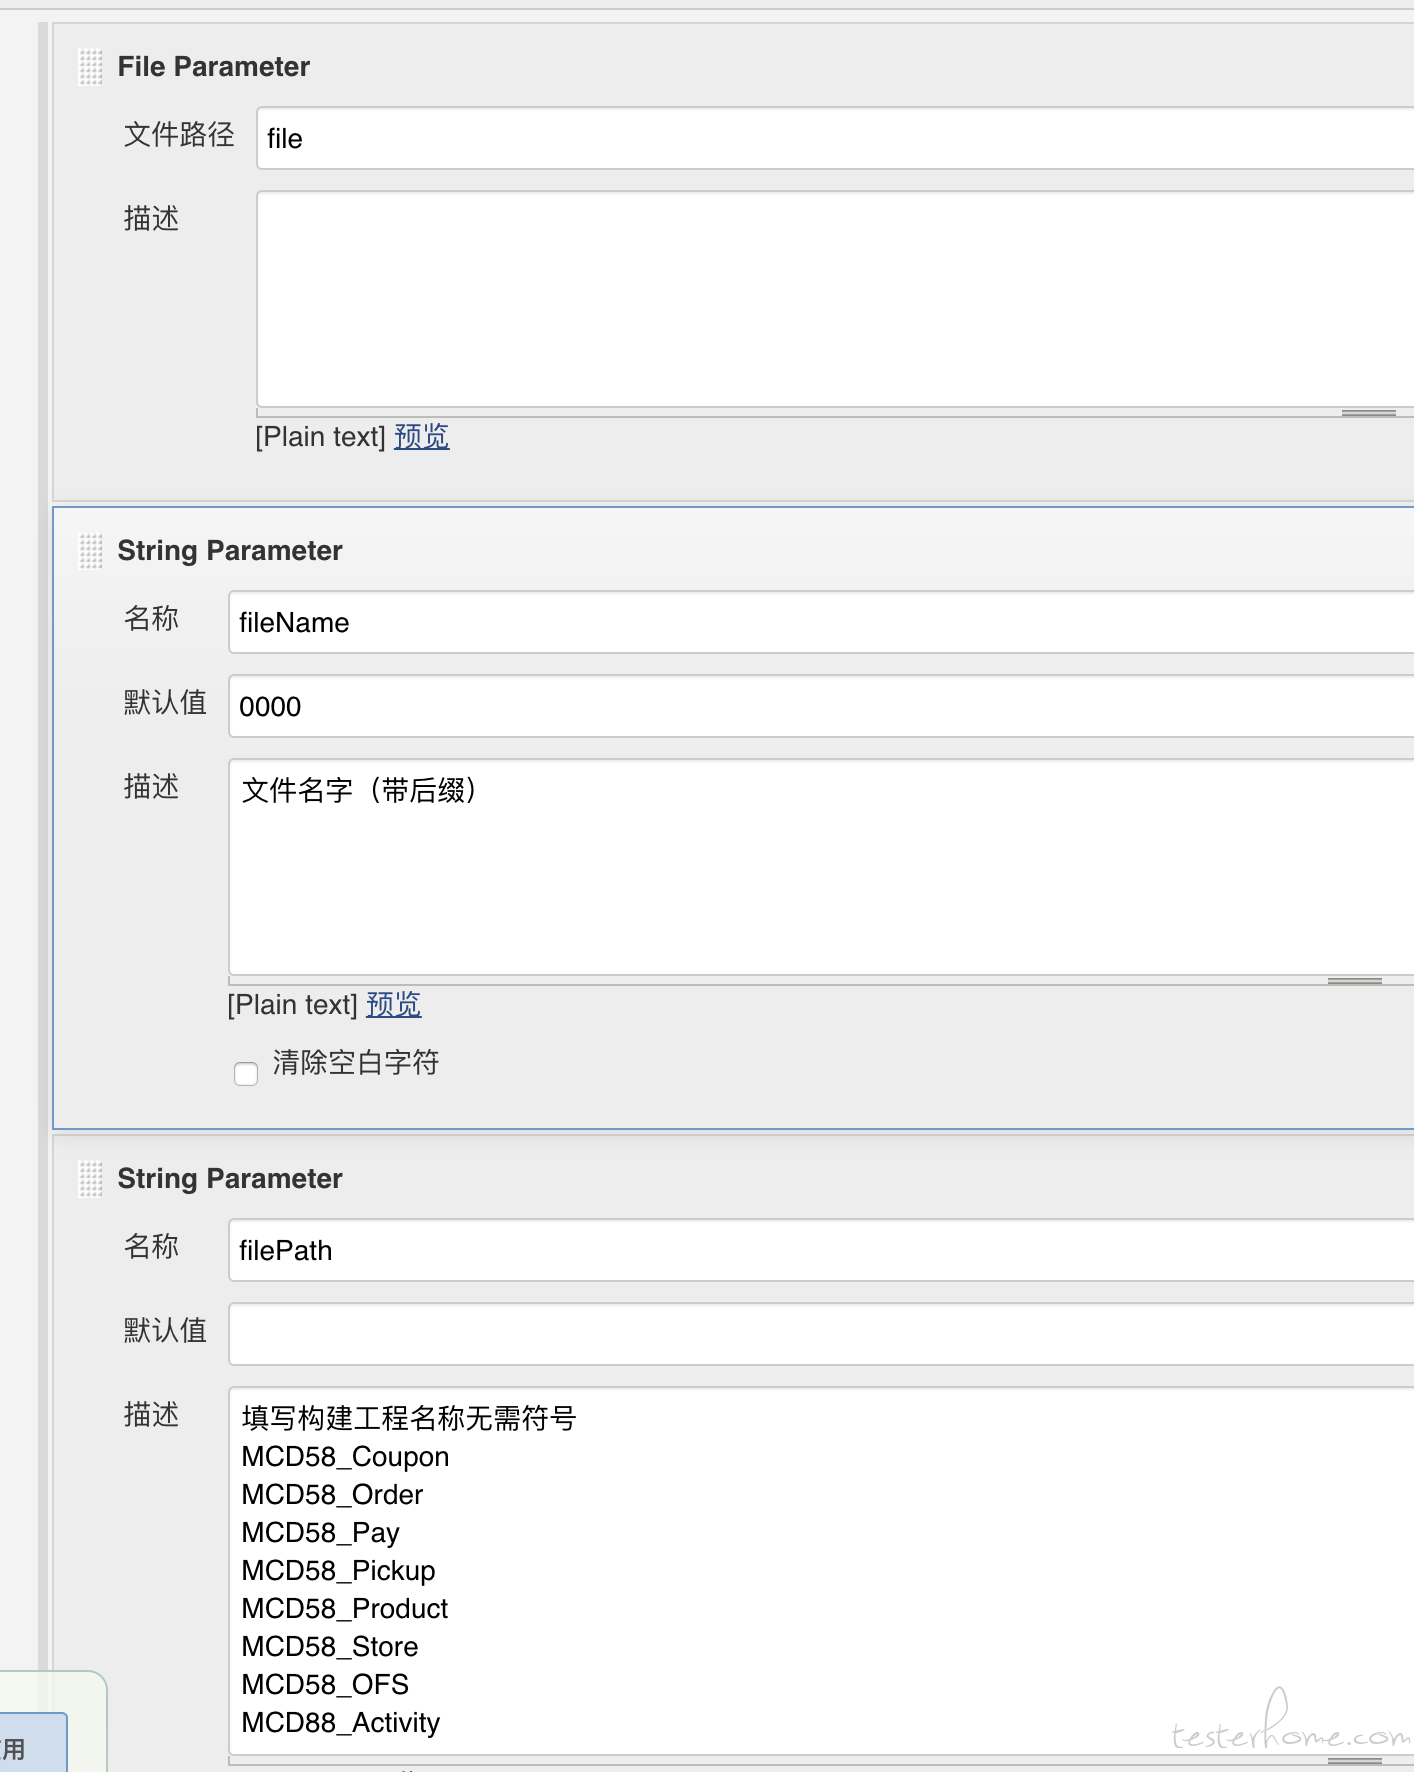 File Parameter
文件路径 file
描述
[Plain text] 预览
String Parameter
名称 fileName
默认值 0000
描述 文件名字（带后缀）
[Plain text] 预览
清除空白字符
String Parameter
名称 filePath
默认值
描述 填写构建工程名称无需符号
MCD58_Coupon
MCD58_Order
MCD58_Pay
MCD58_Pickup
MCD58_Product
MCD58_Store
MCD58_OFS
MCD88_Activity
用
testerhome.com